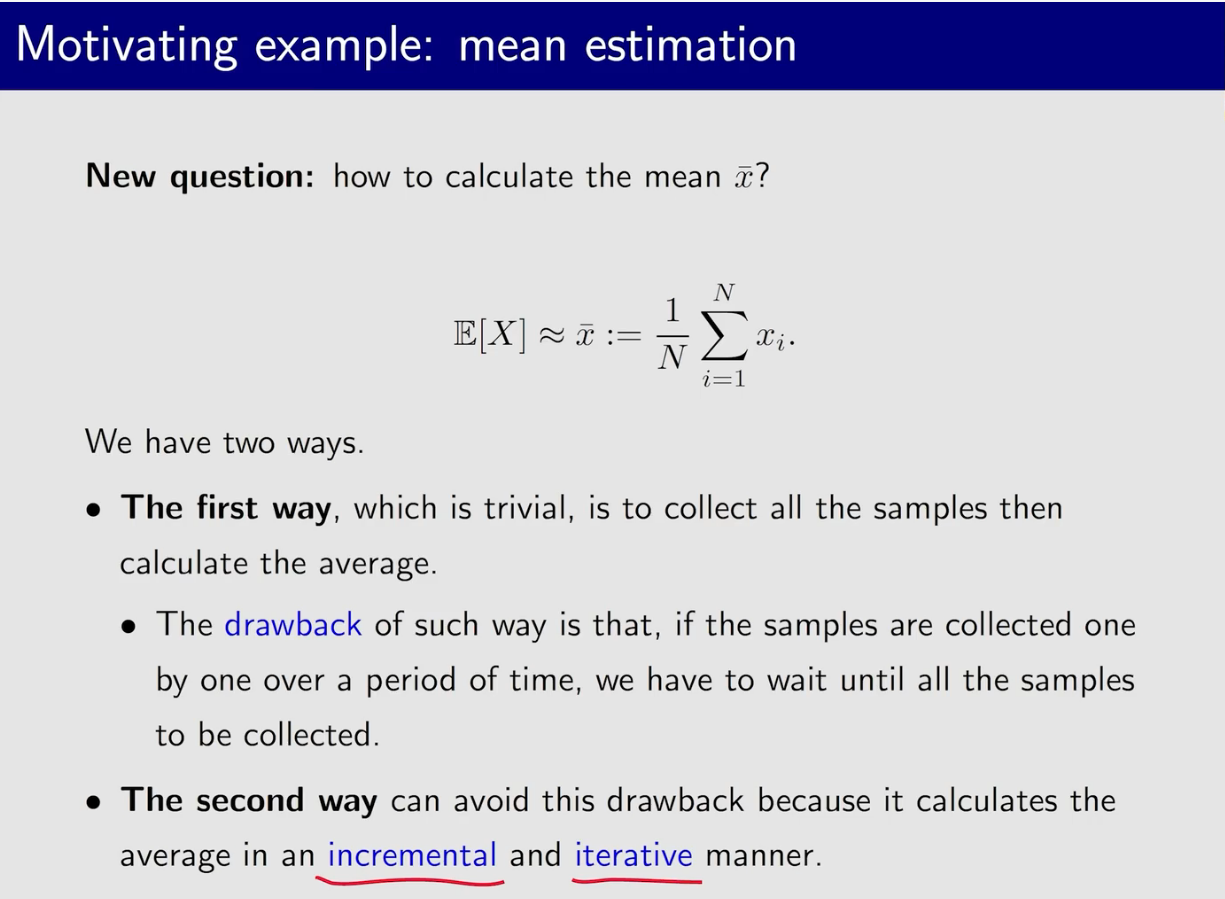 Motivating example: mean estimation
New question: how to calculate the mean x̄?
𝔼[X] ≈ x̄ := \frac{1}{N} \sum_{i=1}^{N} x_i.
We have two ways.
• The first way, which is trivial, is to collect all the samples then
calculate the average.
• The drawback of such way is that, if the samples are collected one
by one over a period of time, we have to wait until all the samples
to be collected.
• The second way can avoid this drawback because it calculates the
average in an incremental and iterative manner.